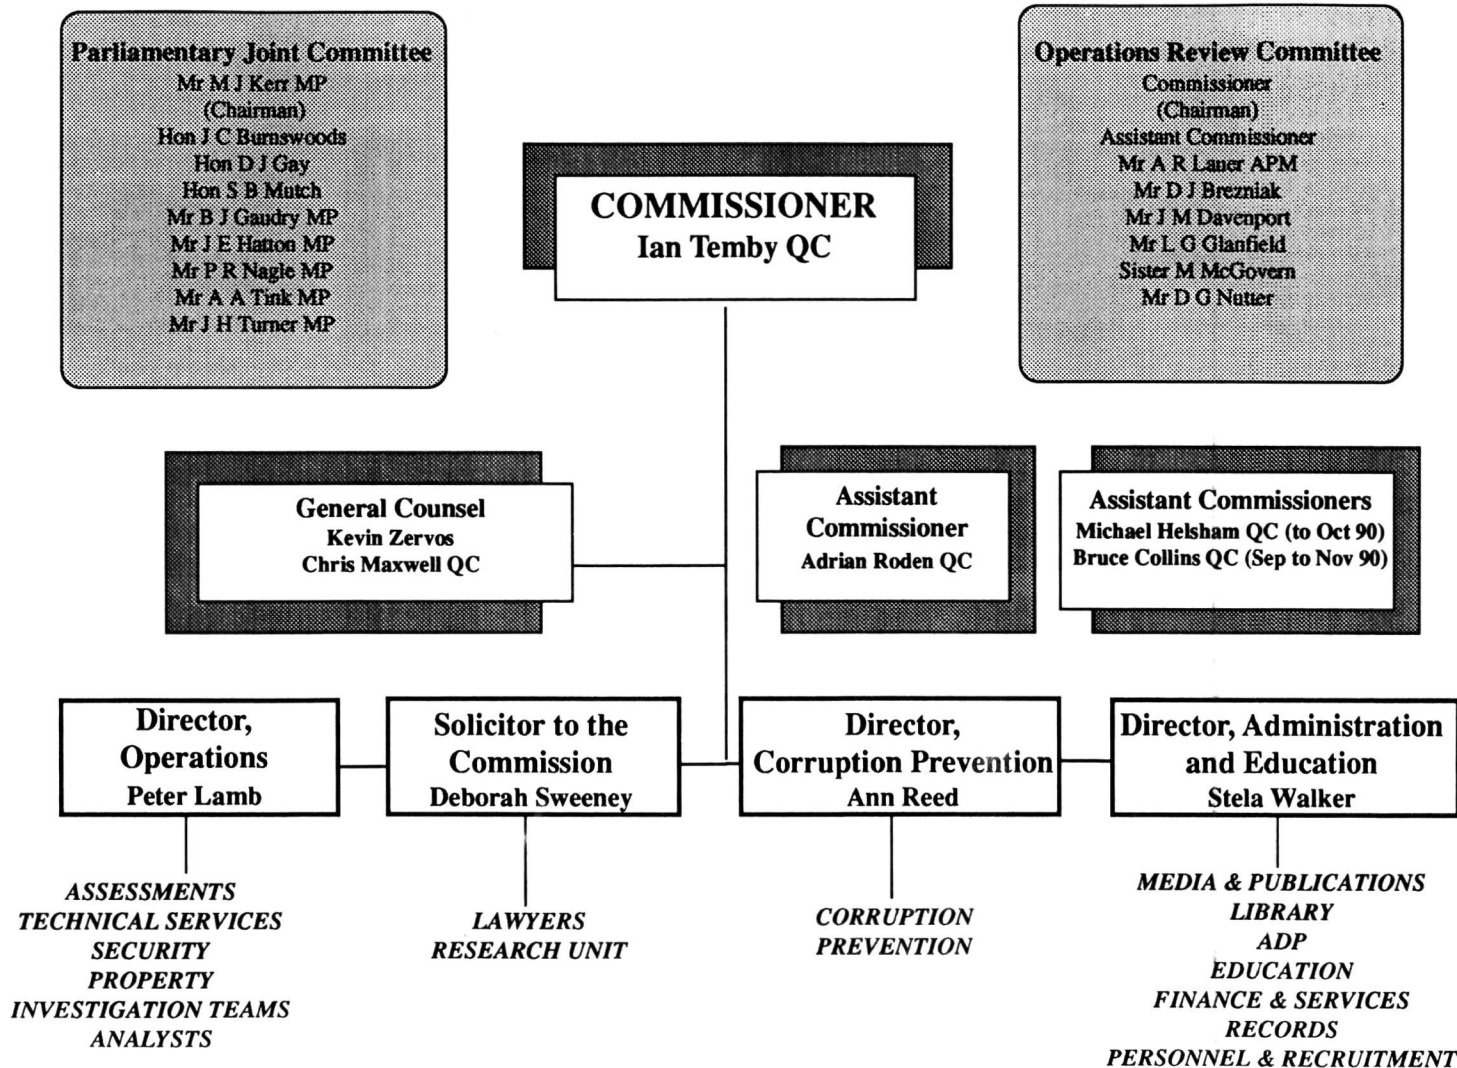 Parliamentary Joint Committee
Mr M J Kerr MP
(Chairman)
Hon J C Burnswoods
Hon D J Gay
Hon S B Mutch
Mr B J Gaudry MP
Mr J E Hatton MP
Mr P R Nagle MP
Mr A A Tink MP
Mr J H Turner MP
Operations Review Committee
Commissioner
(Chairman)
Assistant Commissioner
Mr A R Lauer APM
Mr D J Brezniak
Mr J M Davenport
Mr L G Glanfield
Sister M McGovern
Mr D G Nutter
COMMISSIONER
Ian Temby QC
General Counsel
Kevin Zervos
Chris Maxwell QC
Assistant
Commissioner
Adrian Roden QC
Assistant Commissioners
Michael Helsham QC (to Oct 90)
Bruce Collins QC (Sep to Nov 90)
Director,
Operations
Peter Lamb
Solicitor to the
Commission
Deborah Sweeney
Director,
Corruption Prevention
Ann Reed
Director, Administration
and Education
Stela Walker
ASSESSMENTS
TECHNICAL SERVICES
SECURITY
PROPERTY
INVESTIGATION TEAMS
ANALYSTS
LAWYERS
RESEARCH UNIT
CORRUPTION
PREVENTION
MEDIA & PUBLICATIONS
LIBRARY
ADP
EDUCATION
FINANCE & SERVICES
RECORDS
PERSONNEL & RECRUITMENT